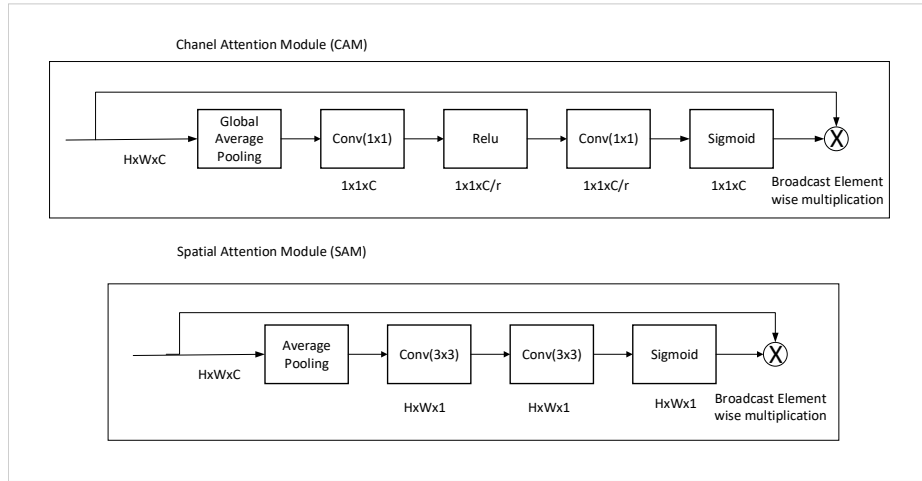 Chanel Attention Module (CAM)
Global
Average
Pooling
Conv(1x1)
Relu
Conv(1x1)
Sigmoid
X
HxWxC
1x1xC
1x1xC/r
1x1xC/r
1x1xC
Broadcast Element
wise multiplication
Spatial Attention Module (SAM)
Average
Pooling
Conv(3x3)
Conv(3x3)
Sigmoid
X
HxWxC
HxWx1
HxWx1
HxWx1
Broadcast Element
wise multiplication